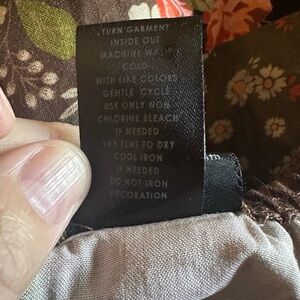 TURN GARMENT
INSIDE OUT
MACHINE WASH
COLD
WITH LIKE COLORS
GENTLE CYCLE
USE ONLY NON
CHLORINE BLEACH
IF NEEDED
LAY FLAT TO DRY
COOL IRON
IF NEEDED
DO NOT IRON
DECORATION